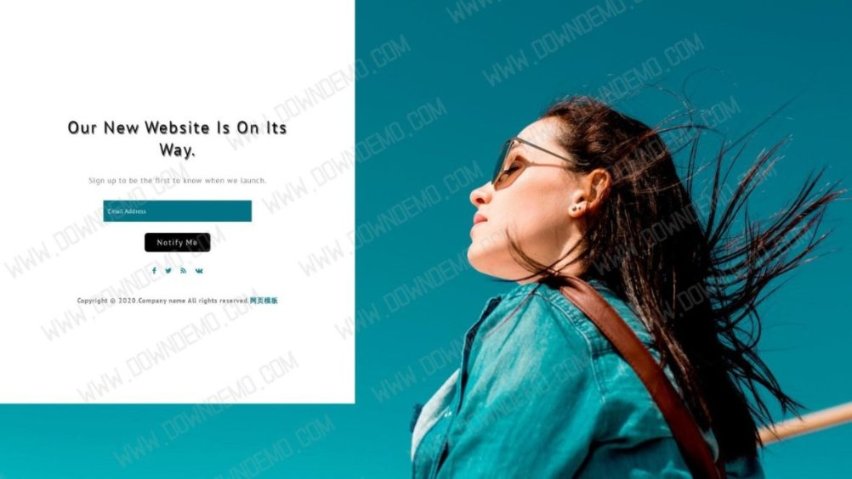 Our New Website Is On Its
Way.
Sign up to be the first to know when we launch.
Email Address
Notify Me
Copyright © 2020.Company name All rights reserved.网页模板
WWW.DOWNDEMO.COM